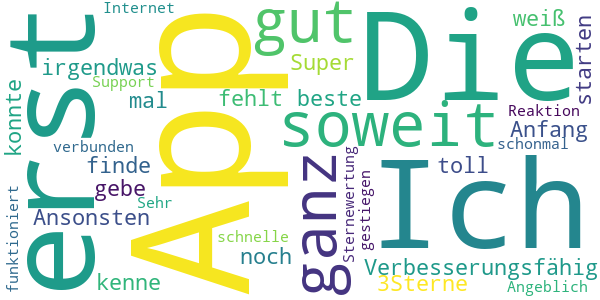 Internet
erst
App
gut
Die
weiß
starten
konnte
irgendwas
Support
Super
mal
fehlt
beste
soweit
Reaktion
Anfang
verbunden
schonmal
finde
ganz
Sternewertung
gestiegen
toll
Ich
funktioniert
gebe
Sehr
Ansonsten
schnelle
noch
Verbesserungsfähig
kenne
3Sterne
Angeblich